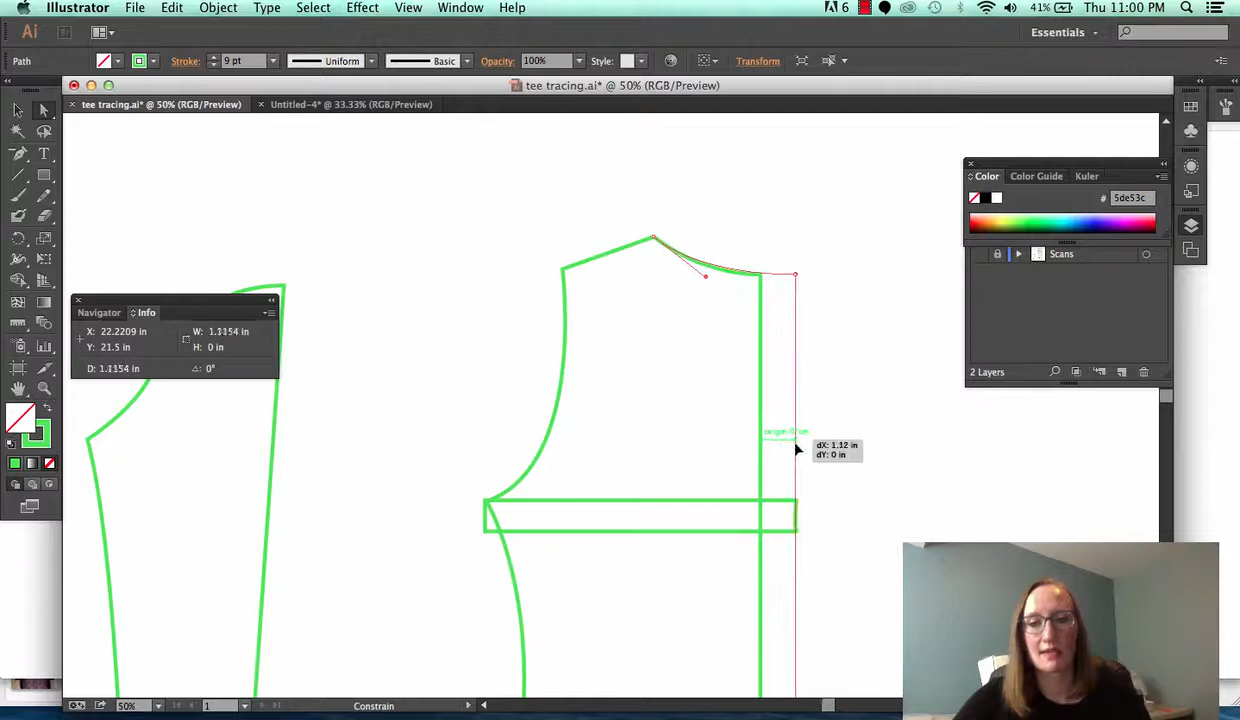 Illustrator File Edit Object Type Select Effect View Window Help
6 41% Thu 11:00 PM
Ai Br Essentials
Path Stroke: 9 pt Uniform Basic Opacity: 100% Style: Transform
tee tracing.ai* @ 50% (RGB/Preview)
× tee tracing.ai* @ 50% (RGB/Preview) × Untitled-4* @ 33.33% (RGB/Preview)
Color Color Guide Kuler
# 5de53c
Scans
2 Layers
Navigator Info
X: 22.2209 in W: 1.1154 in
Y: 21.5 in H: 0 in
D: 1.1154 in 0°
dX: 1.12 in
dY: 0 in
50% 1 Constrain